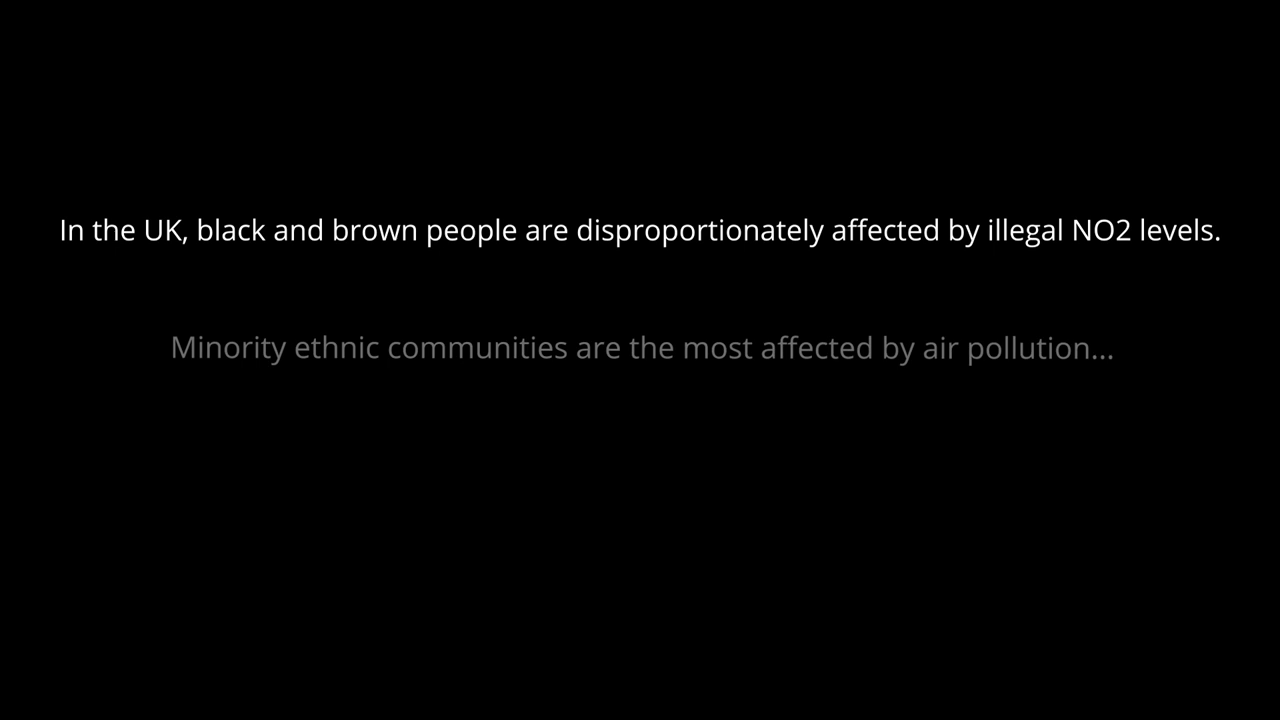 In the UK, black and brown people are disproportionately affected by illegal NO2 levels.
Minority ethnic communities are the most affected by air pollution...